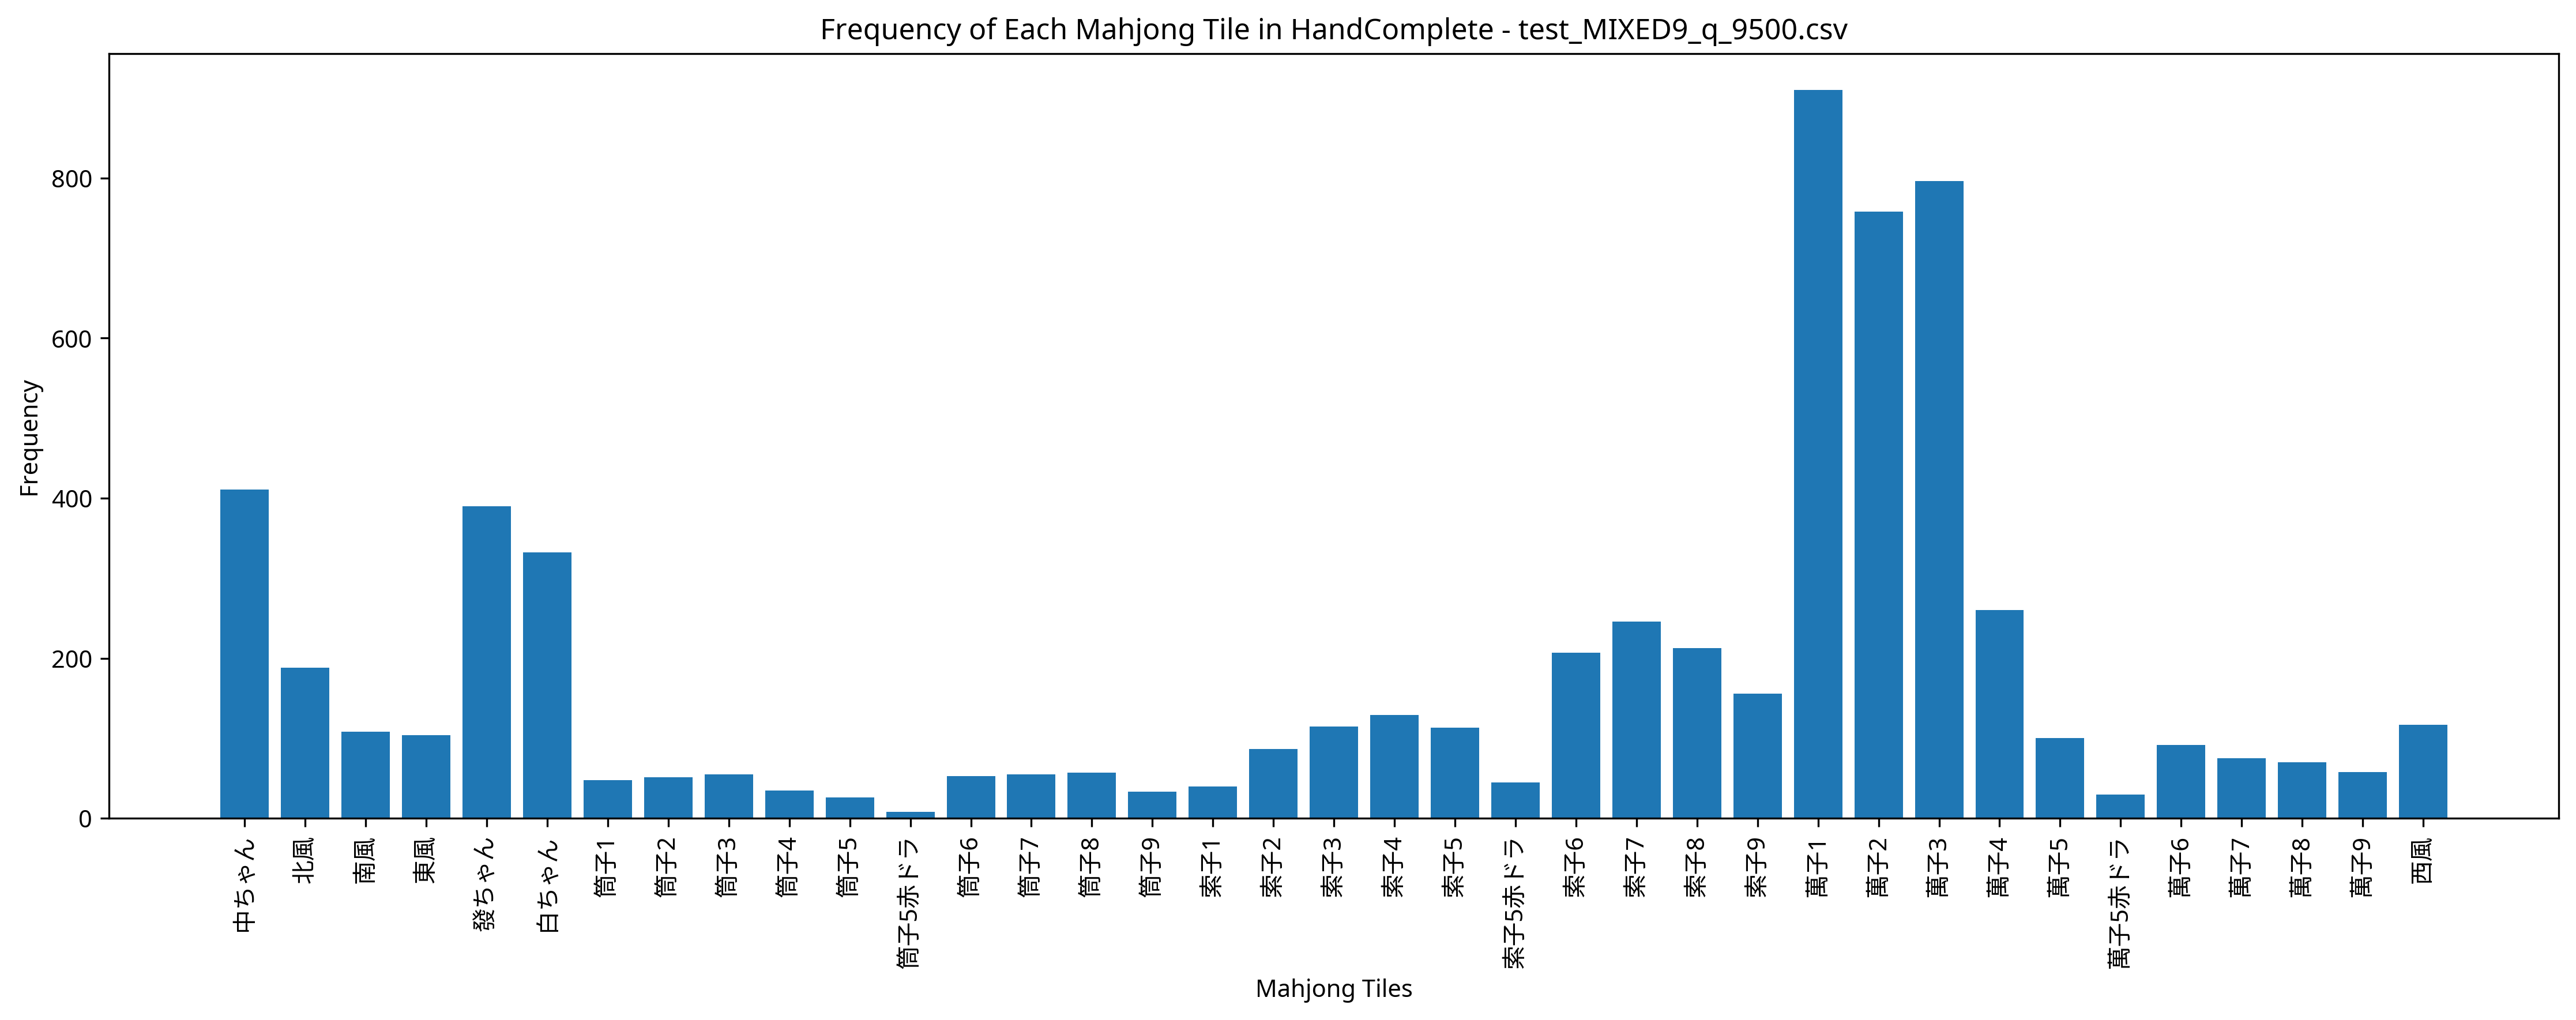 Frequency of Each Mahjong Tile in HandComplete - test_MIXED9_q_9500.csv
Frequency
800
600
400
200
0
中ちゃん
北風
南風
東風
發ちゃん
白ちゃん
筒子1
筒子2
筒子3
筒子4
筒子5
筒子5赤ドラ
筒子6
筒子7
筒子8
筒子9
索子1
索子2
索子3
索子4
索子5
索子5赤ドラ
索子6
索子7
索子8
索子9
萬子1
萬子2
萬子3
萬子4
萬子5
萬子5赤ドラ
萬子6
萬子7
萬子8
萬子9
西風
Mahjong Tiles